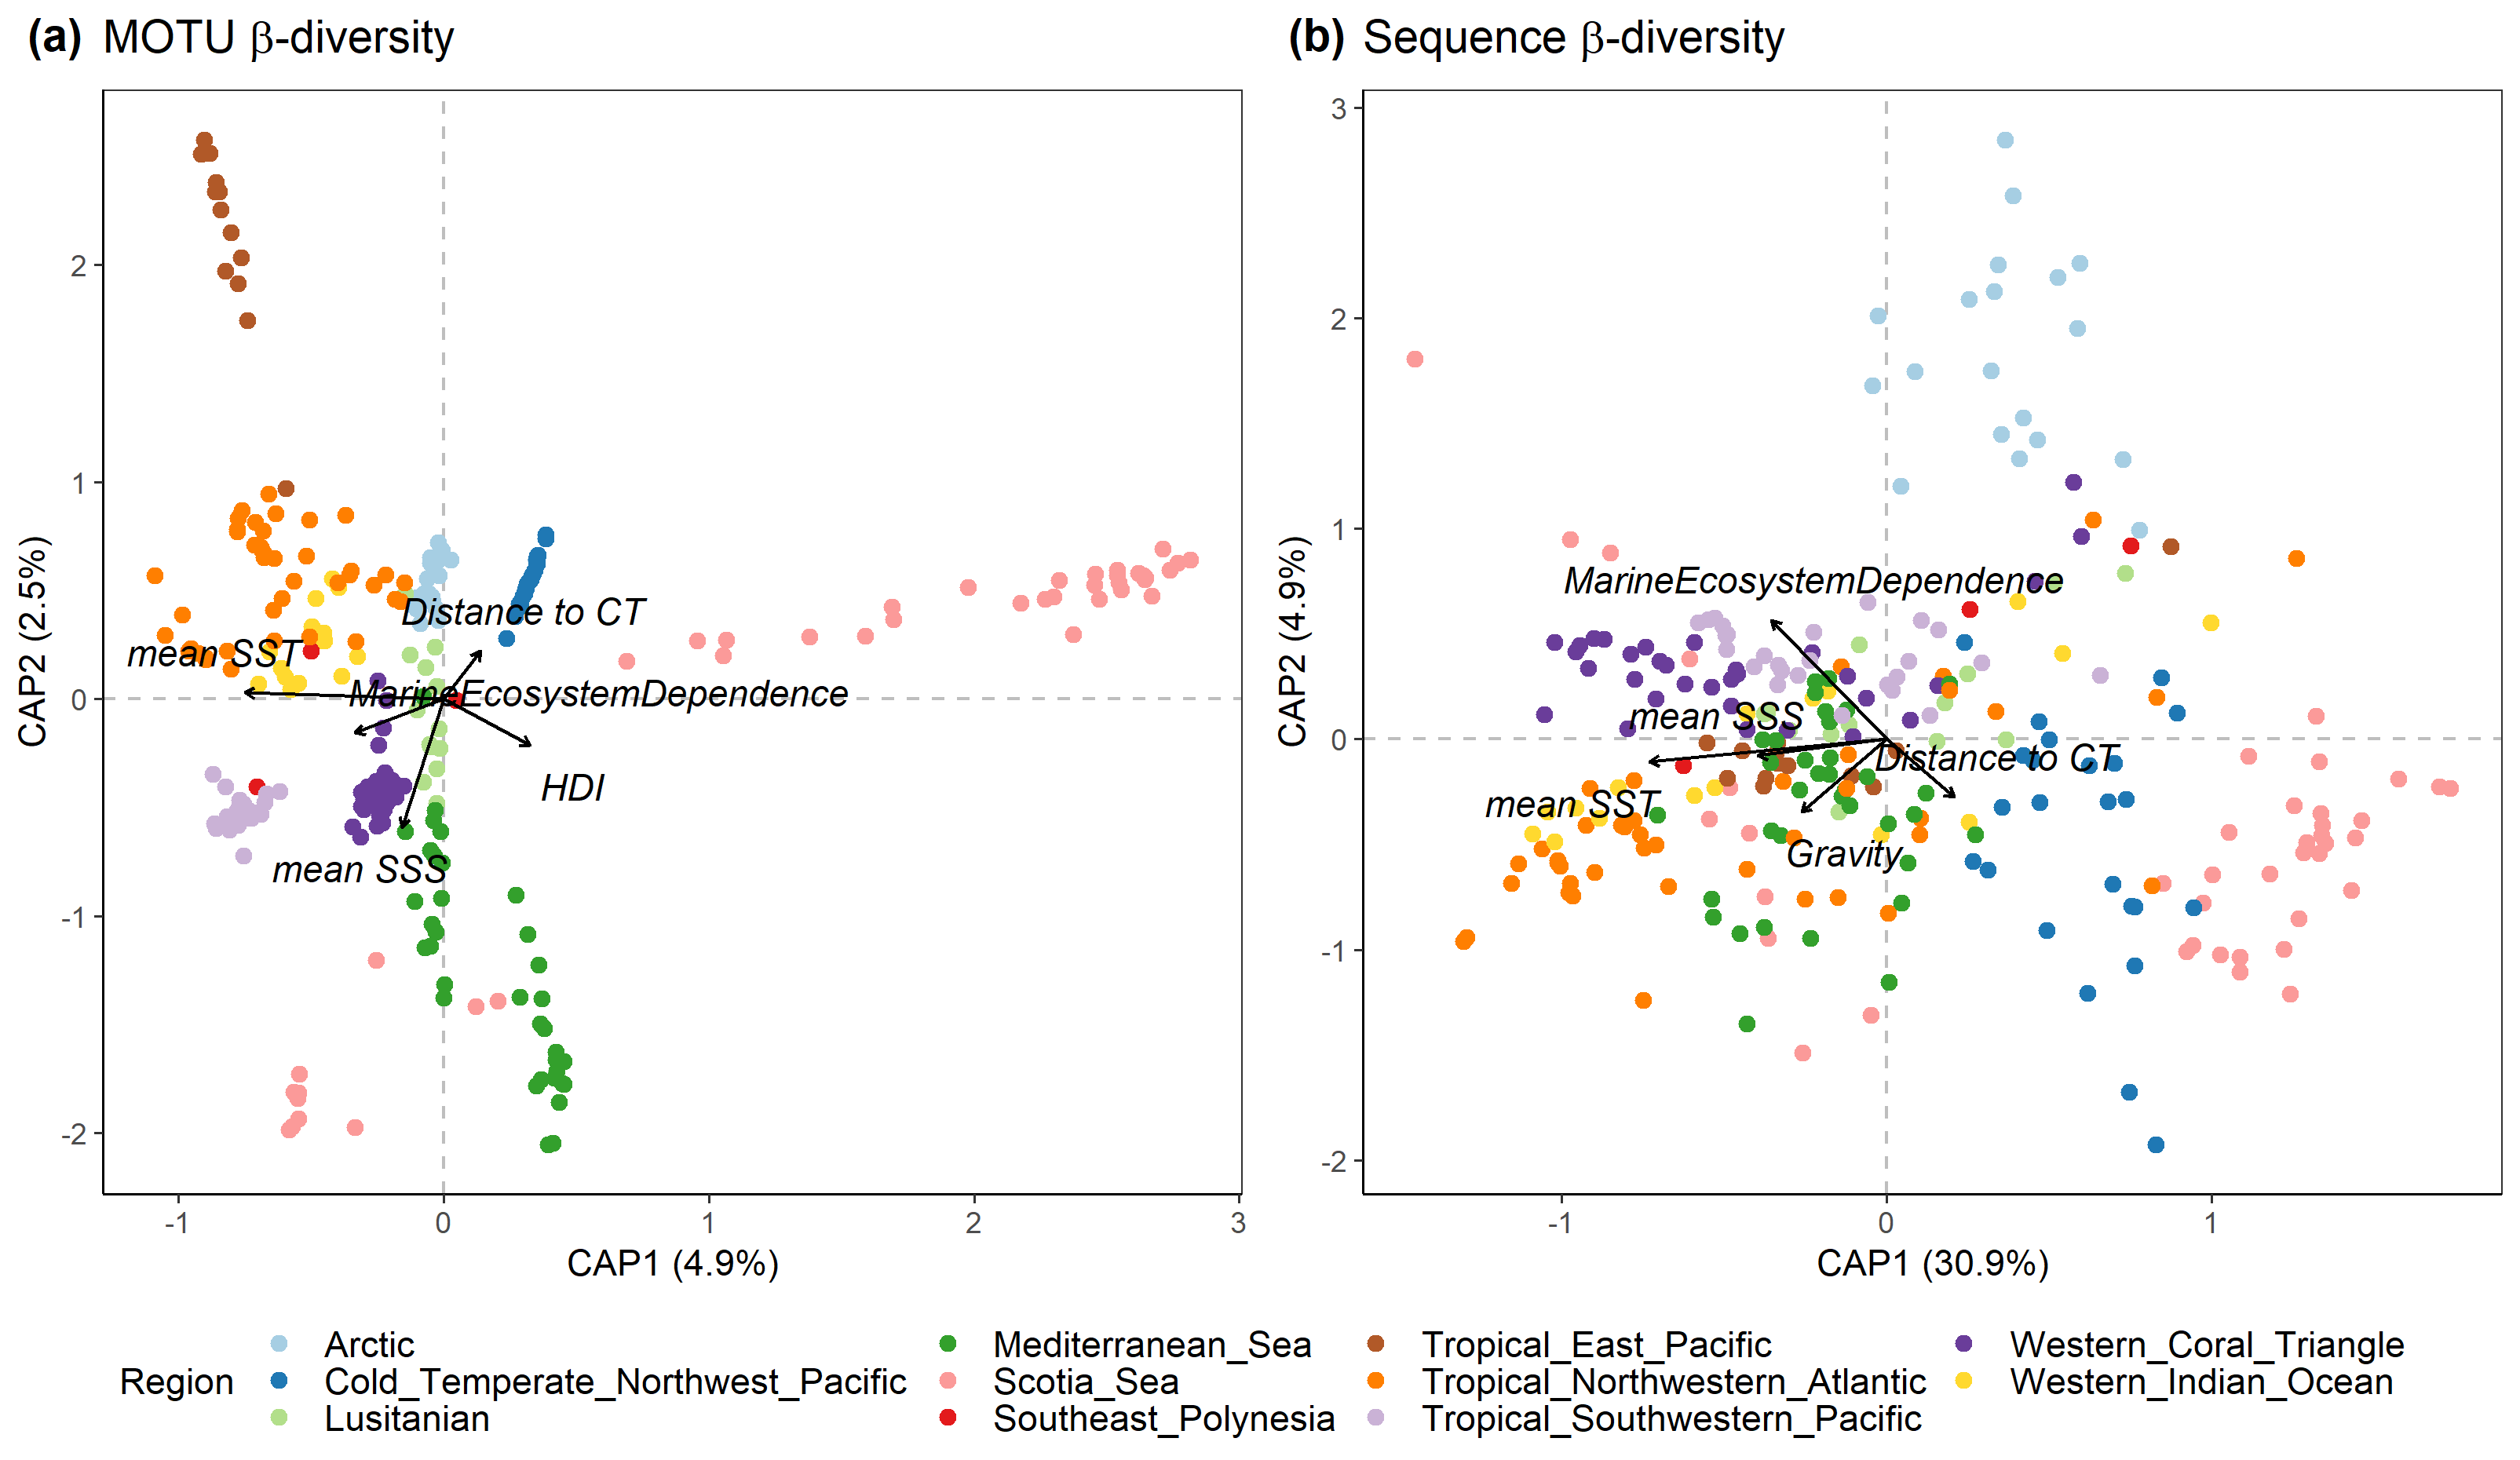 (a) MOTU β-diversity
CAP2 (2.5%)
2
1
0
-1
-2
-1
0
1
2
3
CAP1 (4.9%)
Distance to CT
mean SST
MarineEcosystemDependence
HDI
mean SSS
(b) Sequence β-diversity
CAP2 (4.9%)
3
2
1
0
-1
-2
-1
0
1
CAP1 (30.9%)
MarineEcosystemDependence
mean SSS
Distance to CT
mean SST
Gravity
Region
Arctic
Cold_Temperate_Northwest_Pacific
Lusitanian
Mediterranean_Sea
Scotia_Sea
Southeast_Polynesia
Tropical_East_Pacific
Tropical_Northwestern_Atlantic
Tropical_Southwestern_Pacific
Western_Coral_Triangle
Western_Indian_Ocean